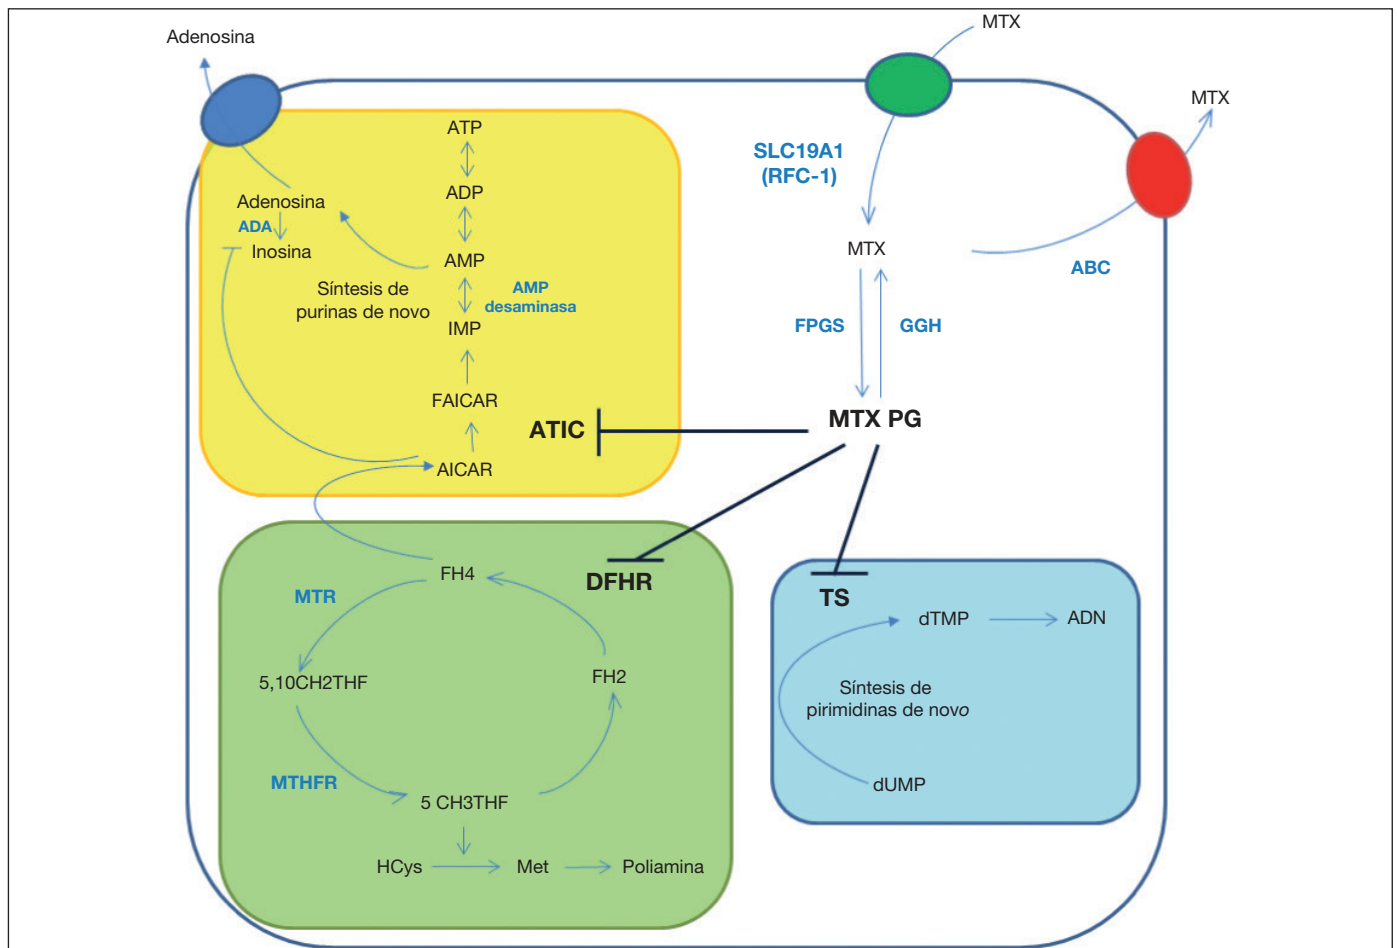 MTX
Adenosina
MTX
ATP
SLC19A1
(RFC-1)
ADP
Adenosina
ADA
Inosina
AMP
MTX
ABC
Síntesis de
purinas de novo
AMP
desaminasa
IMP
FPGS
GGH
FAICAR
ATIC
MTX PG
AICAR
FH4
DFHR
MTR
TS
dTMP
ADN
5,10CH2THF
FH2
Síntesis de
pirimidinas de novo
MTHFR
dUMP
5 CH3THF
HCys
Met
Poliamina